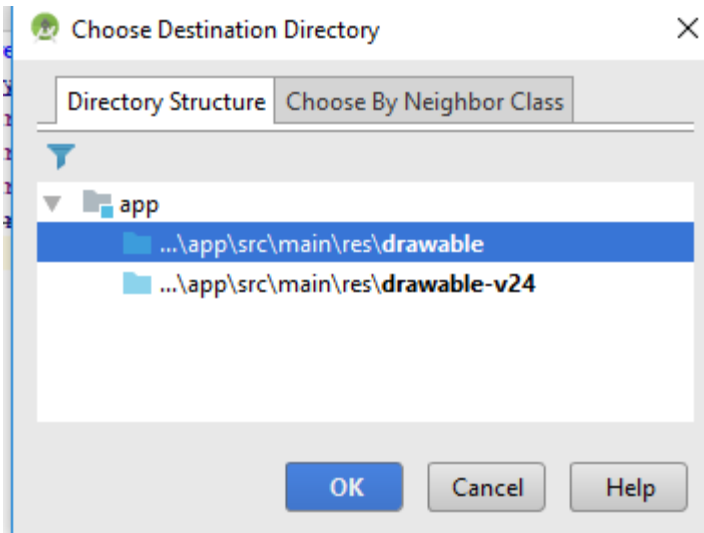 Choose Destination Directory
Directory Structure Choose By Neighbor Class
app
...\app\src\main\res\drawable
...\app\src\main\res\drawable-v24
OK Cancel Help